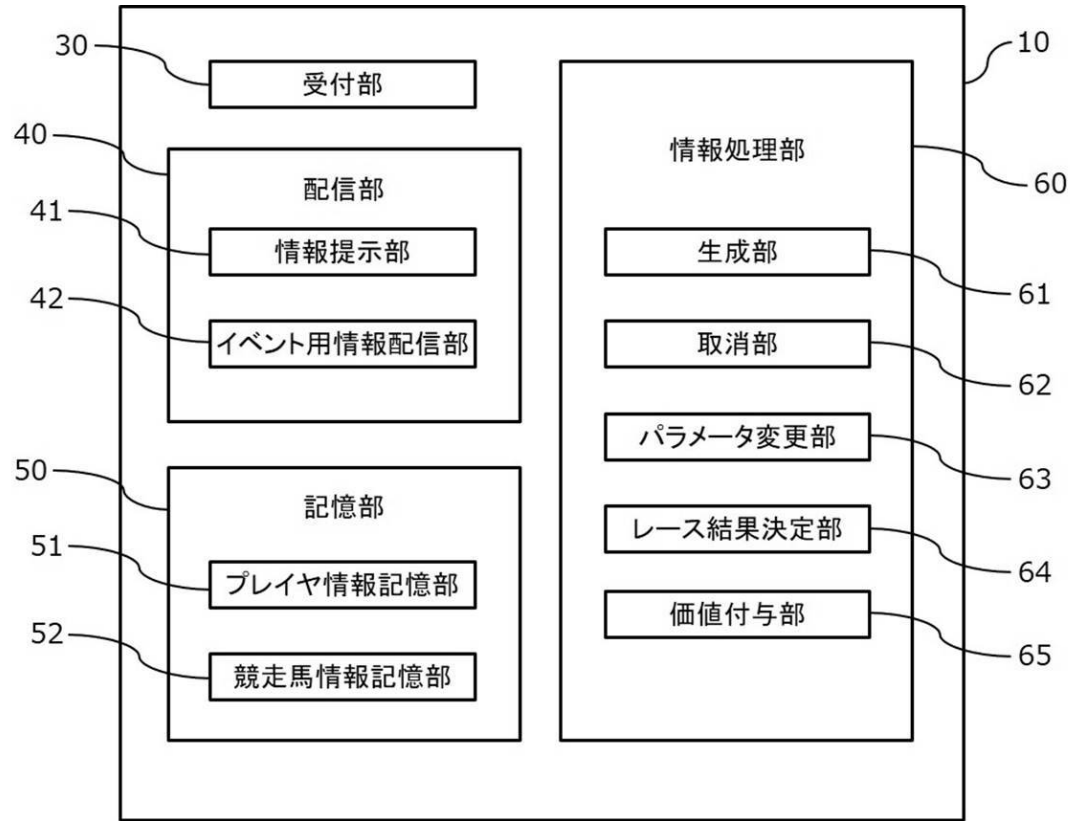 30
受付部
40
配信部
41
情報提示部
42
イベント用情報配信部
50
記憶部
51
プレイヤ情報記憶部
52
競走馬情報記憶部
10
情報処理部
60
生成部
61
取消部
62
パラメータ変更部
63
レース結果決定部
64
価値付与部
65